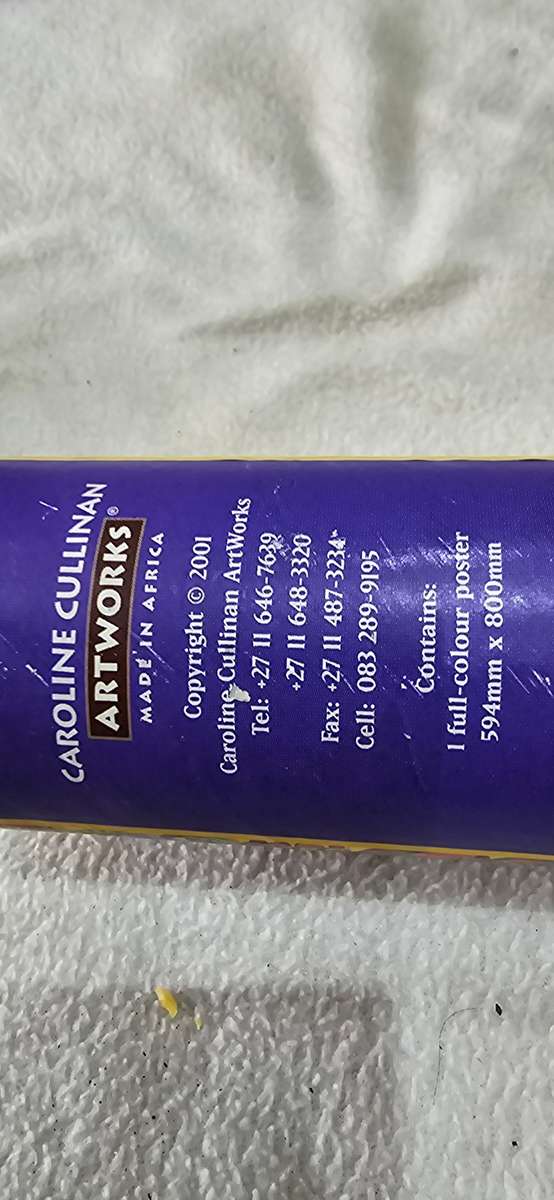 CAROLINE CULLINAN
ARTWORKS®
MADE IN AFRICA
Copyright © 2001
Caroline Cullinan ArtWorks
Tel: +27 11 646-7639
+27 11 648-3320
Fax: +27 11 487-3234
Cell: 083 289-9195
Contains:
1 full-colour poster
594mm x 800mm